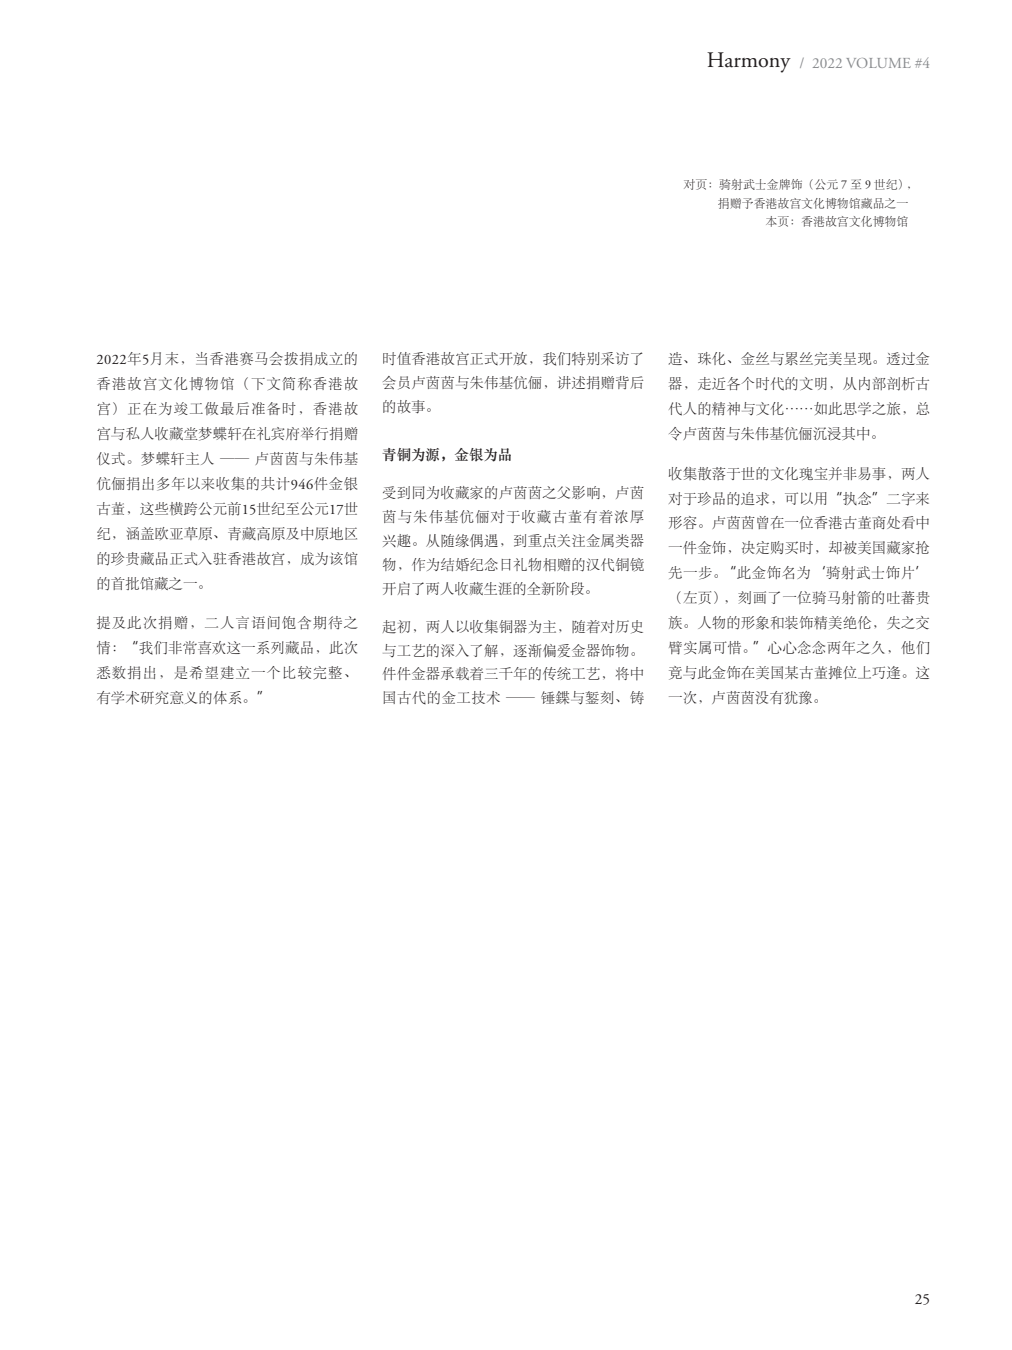 Harmony / 2022 VOLUME #4
对页：骑射武士金牌饰（公元 7 至 9 世纪），
捐赠予香港故宫文化博物馆藏品之一
本页：香港故宫文化博物馆
2022年5月末，当香港赛马会拨捐成立的
香港故宫文化博物馆（下文简称香港故
宫）正在为竣工做最后准备时，香港故
宫与私人收藏堂梦蝶轩在礼宾府举行捐赠
仪式。梦蝶轩主人 —— 卢茵茵与朱伟基
伉俪捐出多年以来收集的共计946件金银
古董，这些横跨公元前15世纪至公元17世
纪，涵盖欧亚草原、青藏高原及中原地区
的珍贵藏品正式入驻香港故宫，成为该馆
的首批馆藏之一。
提及此次捐赠，二人言语间饱含期待之
情：“我们非常喜欢这一系列藏品，此次
悉数捐出，是希望建立一个比较完整、
有学术研究意义的体系。”
时值香港故宫正式开放，我们特别采访了
会员卢茵茵与朱伟基伉俪，讲述捐赠背后
的故事。
青铜为源，金银为品
受到同为收藏家的卢茵茵之父影响，卢茵
茵与朱伟基伉俪对于收藏古董有着浓厚
兴趣。从随缘偶遇，到重点关注金属类器
物，作为结婚纪念日礼物相赠的汉代铜镜
开启了两人收藏生涯的全新阶段。
起初，两人以收集铜器为主，随着对历史
与工艺的深入了解，逐渐偏爱金器饰物。
件件金器承载着三千年的传统工艺，将中
国古代的金工技术 —— 锤鍱与錾刻、铸
造、珠化、金丝与累丝完美呈现。透过金
器，走近各个时代的文明，从内部剖析古
代人的精神与文化……如此思学之旅，总
令卢茵茵与朱伟基伉俪沉浸其中。
收集散落于世的文化瑰宝并非易事，两人
对于珍品的追求，可以用“执念”二字来
形容。卢茵茵曾在一位香港古董商处看中
一件金饰，决定购买时，却被美国藏家抢
先一步。“此金饰名为‘骑射武士饰片’
（左页），刻画了一位骑马射箭的吐蕃贵
族。人物的形象和装饰精美绝伦，失之交
臂实属可惜。”心心念念两年之久，他们
竟与此金饰在美国某古董摊位上巧逢。这
一次，卢茵茵没有犹豫。
25